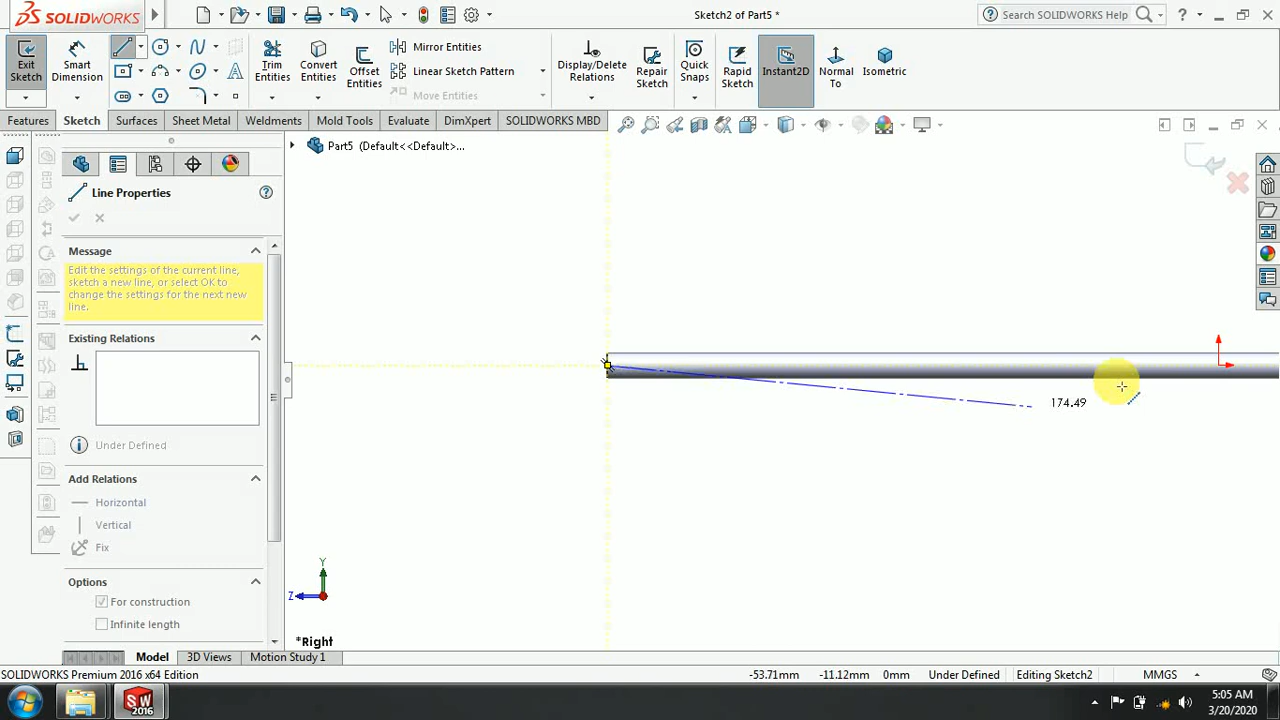 SOLIDWORKS
Sketch2 of Part5 *
Search SOLIDWORKS Help
?
Exit Sketch
Smart Dimension
Trim Entities
Convert Entities
Offset Entities
Mirror Entities
Linear Sketch Pattern
Move Entities
Display/Delete Relations
Repair Sketch
Quick Snaps
Rapid Sketch
Instant2D
Normal To
Isometric
Features
Sketch
Surfaces
Sheet Metal
Weldments
Mold Tools
Evaluate
DimXpert
SOLIDWORKS MBD
Part5 (Default<<Default>...
Line Properties
?
Message
Edit the settings of the current line,
sketch a new line, or select OK to
change the settings for the next new
line.
Existing Relations
Under Defined
Add Relations
Horizontal
Vertical
Fix
Options
For construction
Infinite length
174.49
Y
Z
*Right
Model
3D Views
Motion Study 1
SOLIDWORKS Premium 2016 x64 Edition
-53.71mm
-11.12mm
0mm
Under Defined
Editing Sketch2
MMGS
SW
2016
5:05 AM
3/20/2020